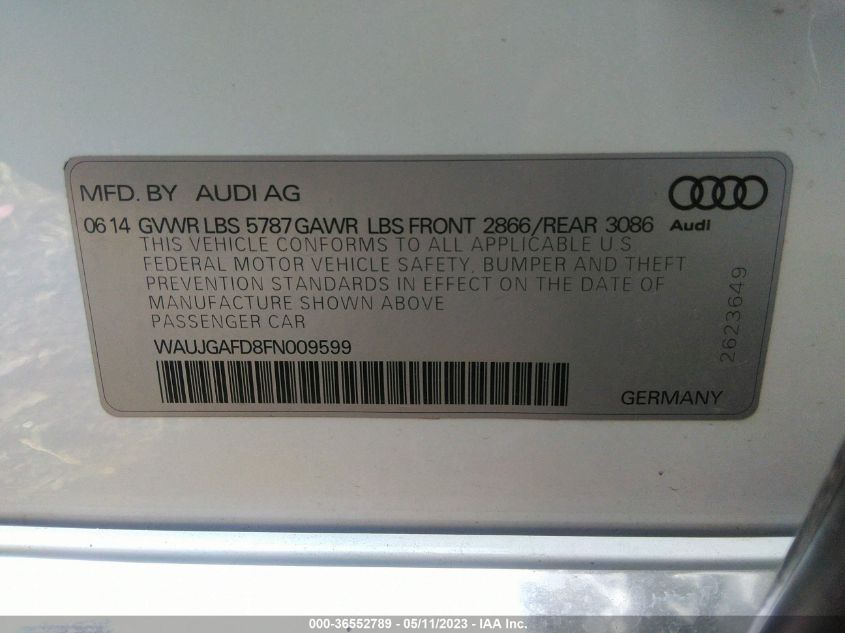 MFD. BY AUDI AG
06 14 GVWR LBS 5787 GAWR LBS FRONT 2866/REAR 3086
Audi
THIS VEHICLE CONFORMS TO ALL APPLICABLE U.S
FEDERAL MOTOR VEHICLE SAFETY, BUMPER AND THEFT
PREVENTION STANDARDS IN EFFECT ON THE DATE OF
MANUFACTURE SHOWN ABOVE
PASSENGER CAR
WAUJGAFD8FN009599
GERMANY
2623649
000-36552789 - 05/11/2023 - IAA Inc.